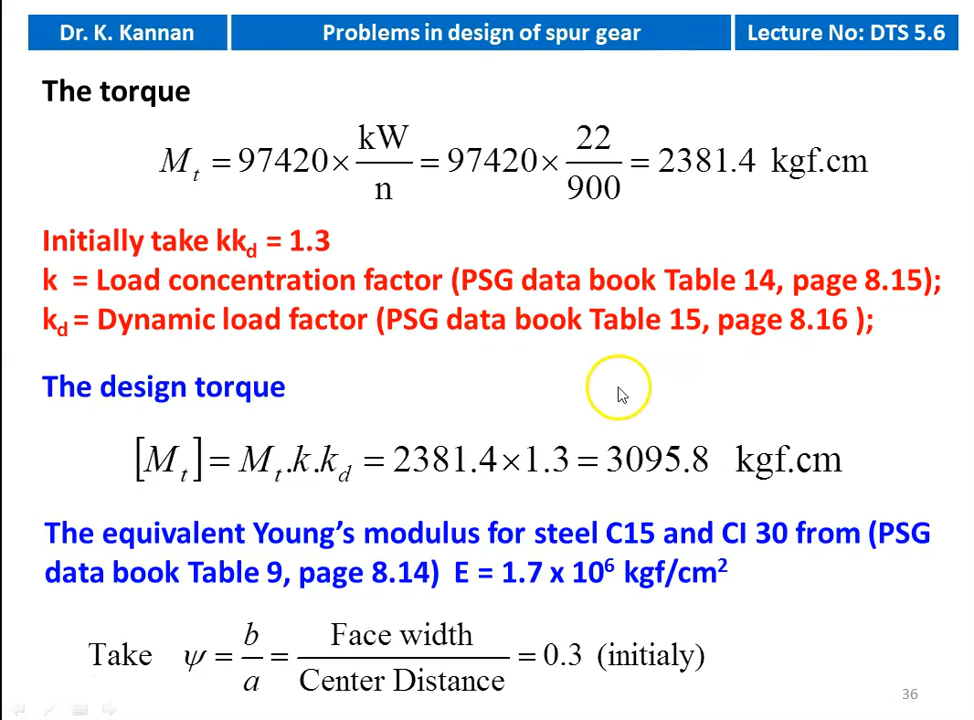 Dr. K. Kannan Problems in design of spur gear Lecture No: DTS 5.6
The torque
M_t = 97420 × kW/n = 97420 × 22/900 = 2381.4 kgf.cm
Initially take kk_d = 1.3
k = Load concentration factor (PSG data book Table 14, page 8.15);
k_d = Dynamic load factor (PSG data book Table 15, page 8.16 );
The design torque
[M_t] = M_t.k.k_d = 2381.4×1.3 = 3095.8 kgf.cm
The equivalent Young's modulus for steel C15 and CI 30 from (PSG
data book Table 9, page 8.14) E = 1.7 x 10^6 kgf/cm^2
Take ψ = b/a = Face width/Center Distance = 0.3 (initialy)
36